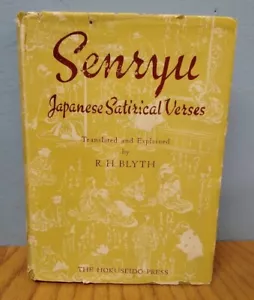 Senryu
Japanese Satirical Verses
Translated and Explained
by
R. H. BLYTH
THE HOKUSEIDO PRESS